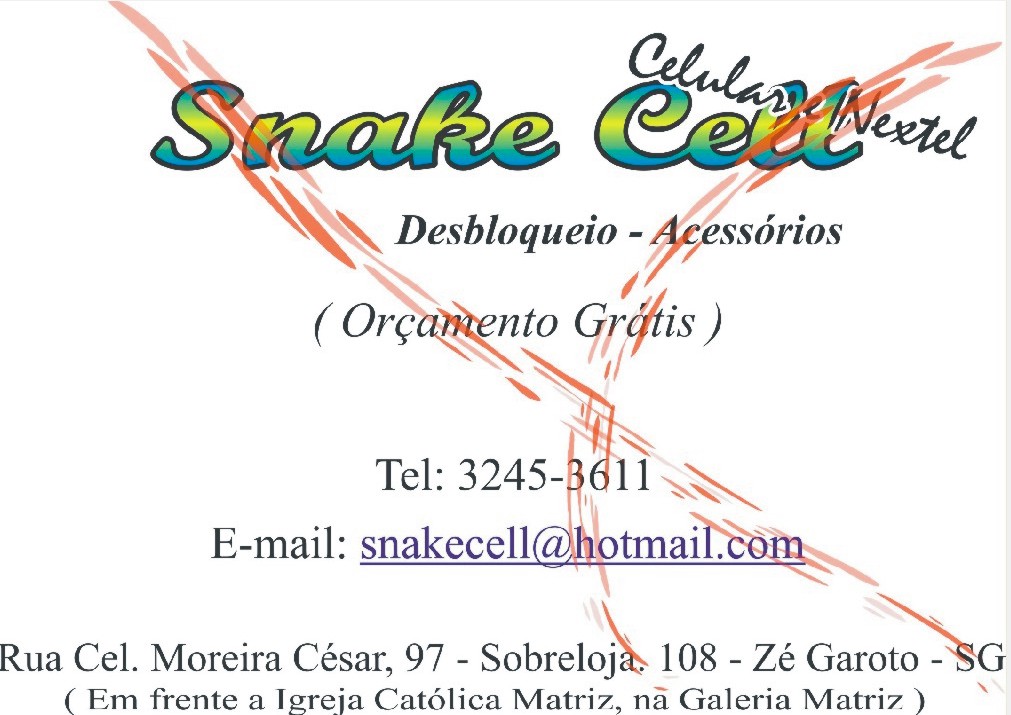 Celular e Nextel
Snake Cell
Desbloqueio - Acessórios
( Orçamento Grátis )
Tel: 3245-3611
E-mail: snakecell@hotmail.com
Rua Cel. Moreira César, 97 - Sobreloja. 108 - Zé Garoto - SG
( Em frente a Igreja Católica Matriz, na Galeria Matriz )